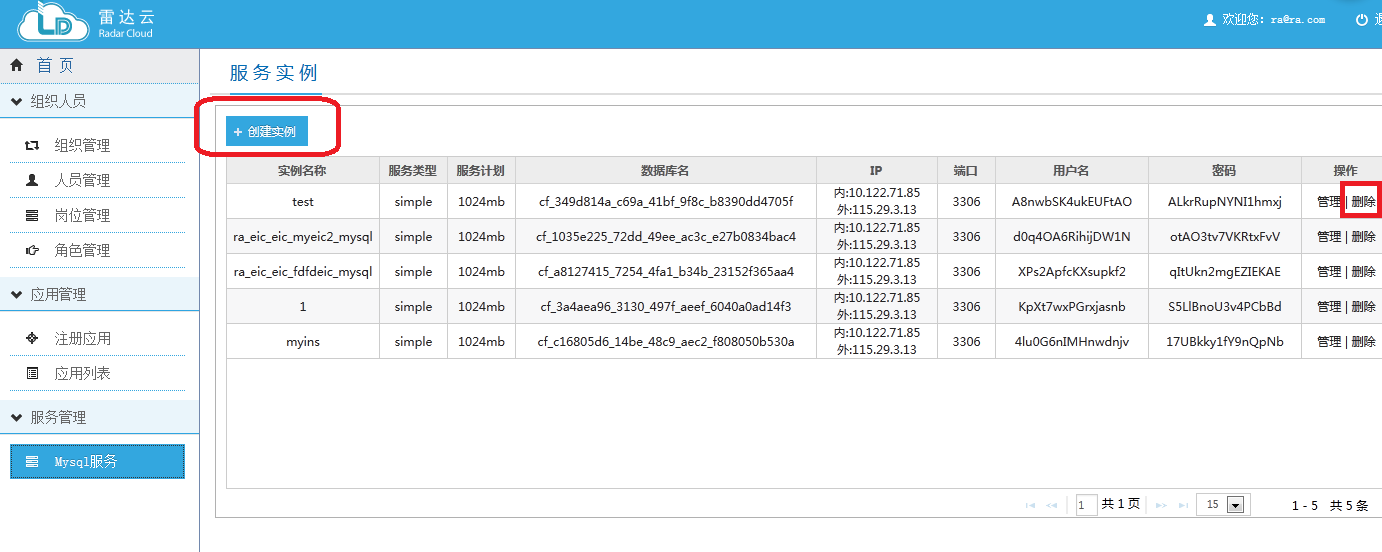 雷达云
Radar Cloud
欢迎您: ra@ra.com
首 页
组织人员
组织管理
人员管理
岗位管理
角色管理
应用管理
注册应用
应用列表
服务管理
Mysql服务
服务实例
+ 创建实例
实例名称 服务类型 服务计划 数据库名 IP 端口 用户名 密码 操作
test simple 1024mb cf_349d814a_c69a_41bf_9f8c_b8390dd4705f 内:10.122.71.85 3306 A8nwbSK4ukEUFtAO ALkrRupNYNI1hmxj 管理 | 删除
外:115.29.3.13
ra_eic_eic_myeic2_mysql simple 1024mb cf_1035e225_72dd_49ee_ac3c_e27b0834bac4 内:10.122.71.85 3306 d0q4OA6RihijDW1N otAO3tv7VKRtxFvV 管理 | 删除
外:115.29.3.13
ra_eic_eic_fdfdeic_mysql simple 1024mb cf_a8127415_7254_4fa1_b34b_23152f365aa4 内:10.122.71.85 3306 XPs2ApfcKXsupkf2 qItUkn2mgEZIEKAE 管理 | 删除
外:115.29.3.13
1 simple 1024mb cf_3a4aea96_3130_497f_aeef_6040a0ad14f3 内:10.122.71.85 3306 KpXt7wxPGrxjasnb S5LlBnoU3v4PCbBd 管理 | 删除
外:115.29.3.13
myins simple 1024mb cf_c16805d6_14be_48c9_aec2_f808050b530a 内:10.122.71.85 3306 4lu0G6nIMHnwdnjv 17UBkky1fY9nQpNb 管理 | 删除
外:115.29.3.13
1 共 1 页 15 1 - 5 共 5 条